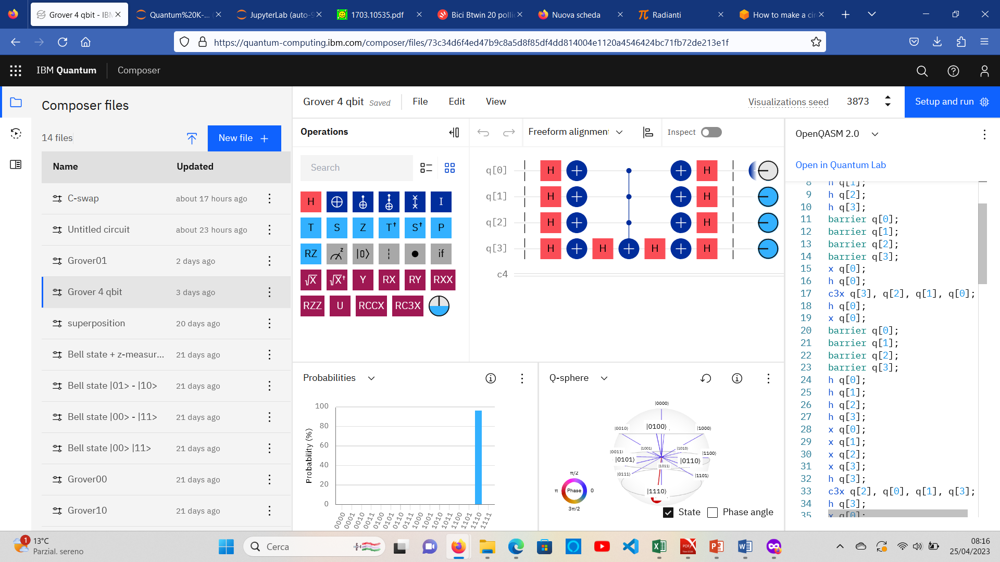 Grover 4 qbit - IBM
Quantum%20K-...
JupyterLab (auto-9
1703.10535.pdf
Bici Btwin 20 polli
Nuova scheda
Radianti
How to make a cir
https://quantum-computing.ibm.com/composer/files/73c34d6f4ed47b9c8a5d8f85df4dd814004e1120a4546424bc71fb72de213e1f
IBM Quantum
Composer
Composer files
14 files
New file +
Name Updated
C-swap about 17 hours ago
Untitled circuit about 23 hours ago
Grover01 2 days ago
Grover 4 qbit 3 days ago
superposition 20 days ago
Bell state + z-measur... 21 days ago
Bell state |01> - |10> 21 days ago
Bell state |00> - |11> 21 days ago
Bell state |00> |11> 21 days ago
Grover00 21 days ago
Grover10 21 days ago
Grover 4 qbit Saved
File Edit View
Visualizations seed 3873
Setup and run
Operations
Search
H I
T S Z T† S† P
RZ z |0⟩ if
√X √X† Y RX RY RXX
RZZ U RCCX RC3X
Freeform alignment
Inspect
q[0] H H
q[1] H H
q[2] H H
q[3] H H H H
c4
OpenQASM 2.0
Open in Quantum Lab
8 h q[1];
9 h q[2];
10 h q[3];
11 barrier q[0];
12 barrier q[1];
13 barrier q[2];
14 barrier q[3];
15 x q[0];
16 h q[0];
17 c3x q[3], q[2], q[1], q[0];
18 h q[0];
19 x q[0];
20 barrier q[0];
21 barrier q[1];
22 barrier q[2];
23 barrier q[3];
24 h q[0];
25 h q[1];
26 h q[2];
27 h q[3];
28 x q[0];
29 x q[1];
30 x q[2];
31 x q[3];
32 h q[3];
33 c3x q[2], q[0], q[1], q[3];
34 h q[3];
35 x q[0];
Probabilities
Probability (%)
100
80
60
40
20
0
0000 0001 0010 0011 0100 0101 0110 0111 1000 1001 1010 1011 1100 1101 1110 1111
Q-sphere
|0000⟩
|0010⟩ |0100⟩ |1000⟩
|1001⟩ |1010⟩
|0011⟩ |1100⟩
|0101⟩ |0110⟩
|1011⟩
|0111⟩ |1101⟩
|1110⟩
π/2
π Phase 0
3π/2
State Phase angle
1
13°C
Parzial. sereno
Cerca
PDF
08:16
25/04/2023